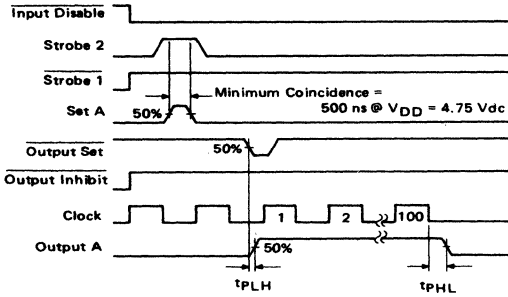 Input Disable
Strobe 2
Strobe 1
Minimum Coincidence =
500 ns @ VDD = 4.75 Vdc
Set A
50%
Output Set
50%
Output Inhibit
Clock
1
2
100
Output A
50%
tPLH
tPHL